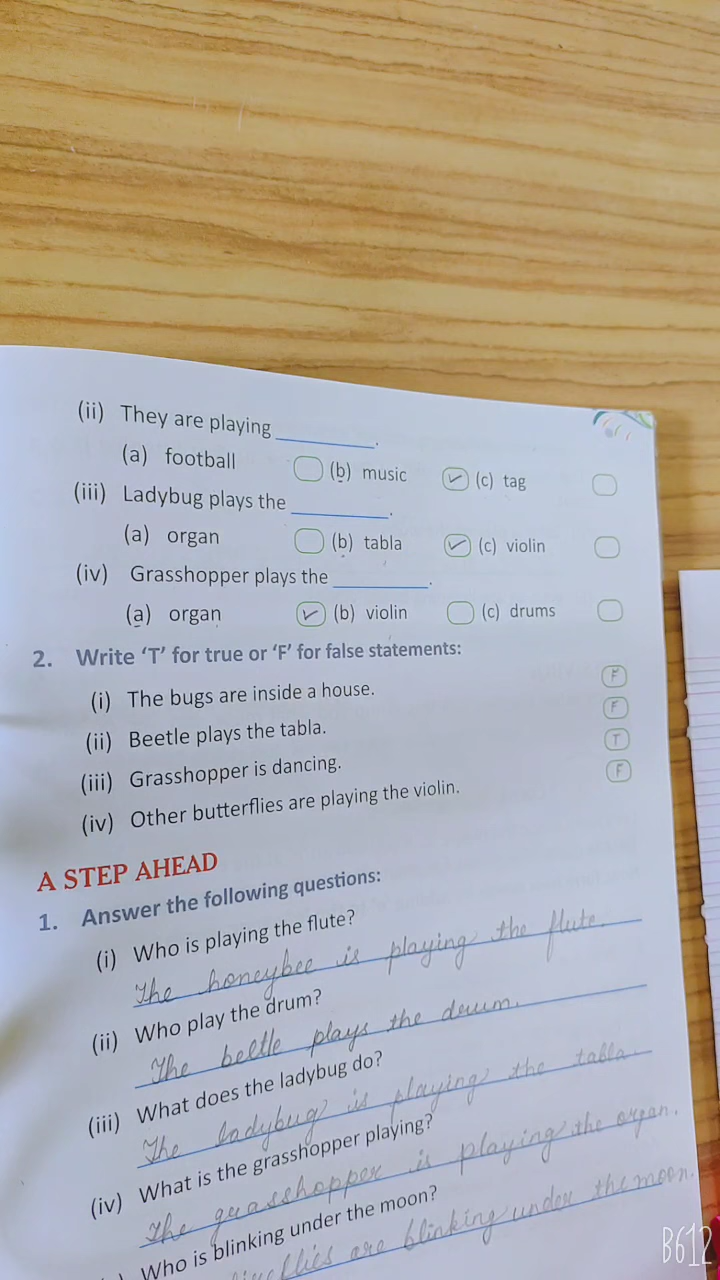 (ii) They are playing __________.
(a) football (b) music ✓ (c) tag
(iii) Ladybug plays the __________.
(a) organ (b) tabla ✓ (c) violin
(iv) Grasshopper plays the __________.
(a) organ ✓ (b) violin (c) drums
2. Write ‘T’ for true or ‘F’ for false statements:
(i) The bugs are inside a house. F
(ii) Beetle plays the tabla. F
(iii) Grasshopper is dancing. T
(iv) Other butterflies are playing the violin. F
A STEP AHEAD
1. Answer the following questions:
(i) Who is playing the flute?
The honeybee is playing the flute.
(ii) Who play the drum?
The beetle plays the drum.
(iii) What does the ladybug do?
The ladybug is playing the tabla.
(iv) What is the grasshopper playing?
The grasshopper is playing the organ.
Who is blinking under the moon?
are blinking under the moon.
B612